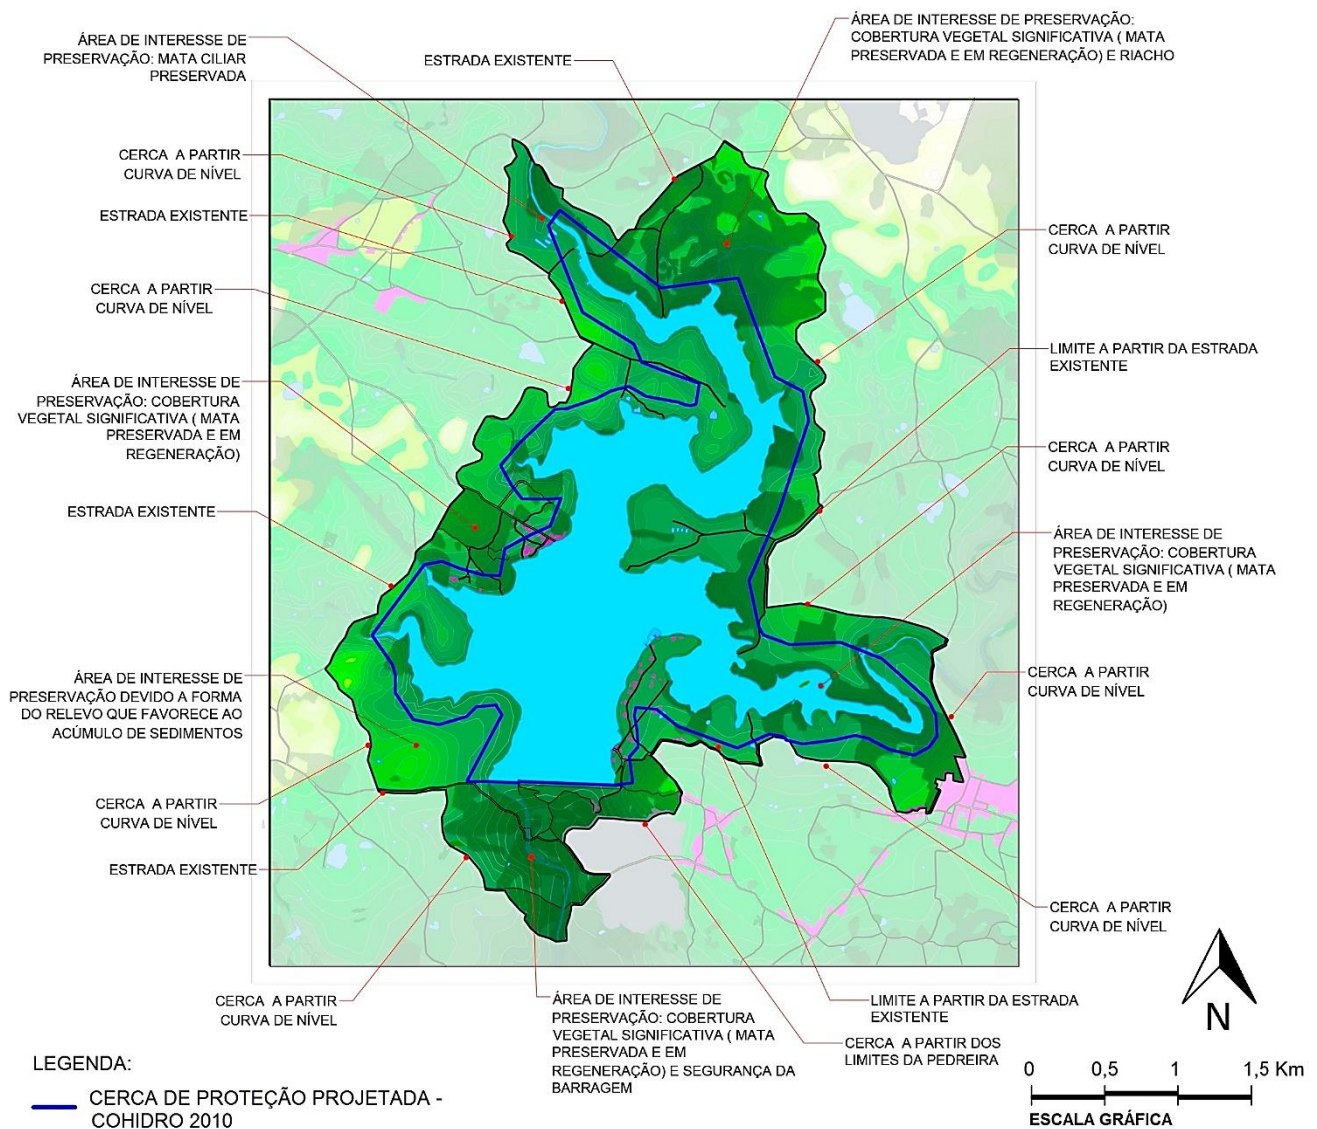 ÁREA DE INTERESSE DE PRESERVAÇÃO:
COBERTURA VEGETAL SIGNIFICATIVA ( MATA
PRESERVADA E EM REGENERAÇÃO) E RIACHO
ÁREA DE INTERESSE DE
PRESERVAÇÃO: MATA CILIAR
PRESERVADA
ESTRADA EXISTENTE
CERCA A PARTIR
CURVA DE NÍVEL
ESTRADA EXISTENTE
CERCA A PARTIR
CURVA DE NÍVEL
CERCA A PARTIR
CURVA DE NÍVEL
LIMITE A PARTIR DA ESTRADA
EXISTENTE
ÁREA DE INTERESSE DE
PRESERVAÇÃO: COBERTURA
VEGETAL SIGNIFICATIVA ( MATA
PRESERVADA E EM
REGENERAÇÃO)
CERCA A PARTIR
CURVA DE NÍVEL
ESTRADA EXISTENTE
ÁREA DE INTERESSE DE
PRESERVAÇÃO: COBERTURA
VEGETAL SIGNIFICATIVA ( MATA
PRESERVADA E EM
REGENERAÇÃO)
ÁREA DE INTERESSE DE
PRESERVAÇÃO DEVIDO A FORMA
DO RELEVO QUE FAVORECE AO
ACÚMULO DE SEDIMENTOS
CERCA A PARTIR
CURVA DE NÍVEL
CERCA A PARTIR
CURVA DE NÍVEL
ESTRADA EXISTENTE
CERCA A PARTIR
CURVA DE NÍVEL
CERCA A PARTIR
CURVA DE NÍVEL
ÁREA DE INTERESSE DE
PRESERVAÇÃO: COBERTURA
VEGETAL SIGNIFICATIVA ( MATA
PRESERVADA E EM
REGENERAÇÃO) E SEGURANÇA DA
BARRAGEM
LIMITE A PARTIR DA ESTRADA
EXISTENTE
CERCA A PARTIR DOS
LIMITES DA PEDREIRA
N
LEGENDA:
CERCA DE PROTEÇÃO PROJETADA -
COHIDRO 2010
0 0,5 1 1,5 Km
ESCALA GRÁFICA